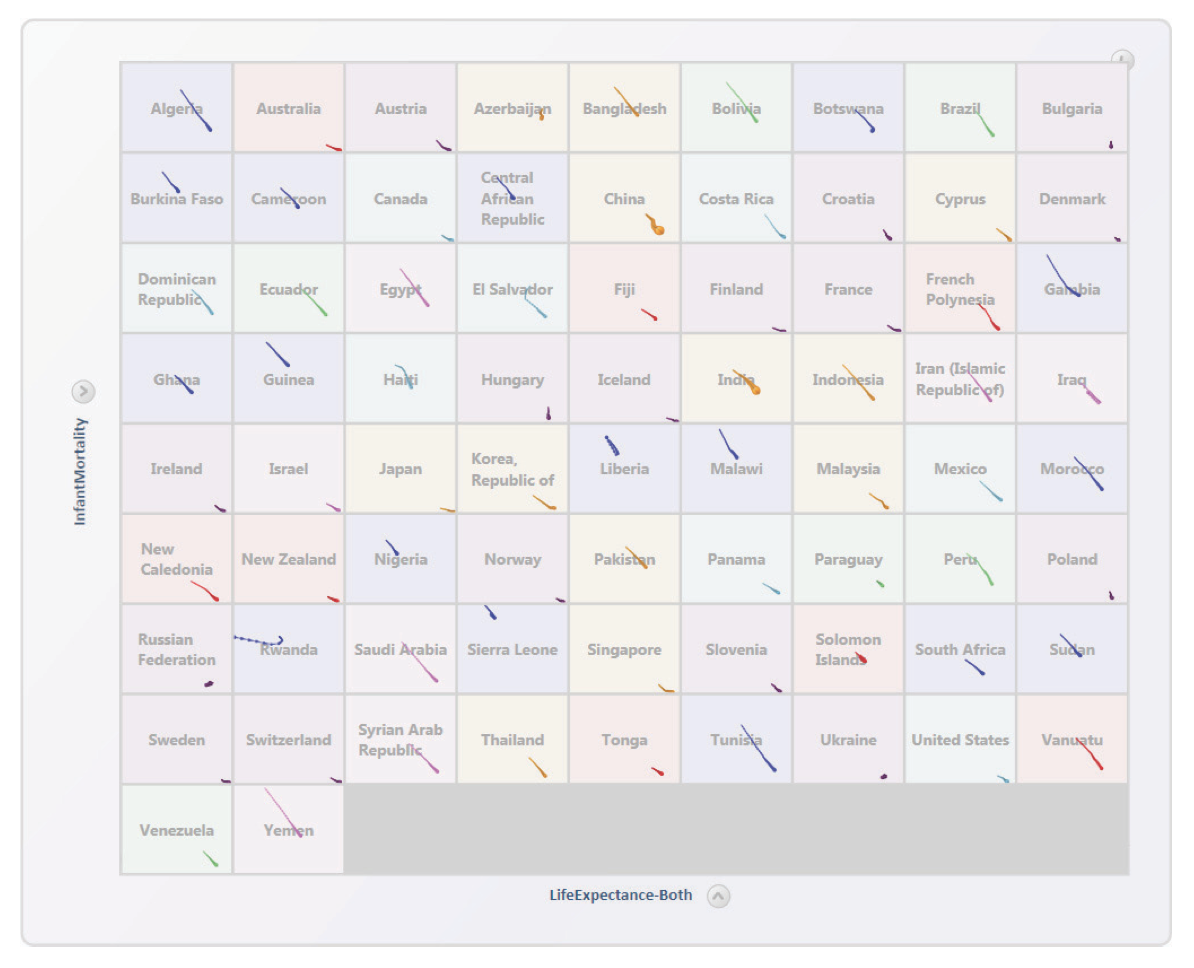 Algeria
Australia
Austria
Azerbaijan
Bangladesh
Bolivia
Botswana
Brazil
Bulgaria
Burkina Faso
Cameroon
Canada
Central
African
Republic
China
Costa Rica
Croatia
Cyprus
Denmark
Dominican
Republic
Ecuador
Egypt
El Salvador
Fiji
Finland
France
French
Polynesia
Gambia
Ghana
Guinea
Haiti
Hungary
Iceland
India
Indonesia
Iran (Islamic
Republic of)
Iraq
Ireland
Israel
Japan
Korea,
Republic of
Liberia
Malawi
Malaysia
Mexico
Morocco
New
Caledonia
New Zealand
Nigeria
Norway
Pakistan
Panama
Paraguay
Peru
Poland
Russian
Federation
Rwanda
Saudi Arabia
Sierra Leone
Singapore
Slovenia
Solomon
Islands
South Africa
Sudan
Sweden
Switzerland
Syrian Arab
Republic
Thailand
Tonga
Tunisia
Ukraine
United States
Vanuatu
Venezuela
Yemen
InfantMortality
LifeExpectance-Both